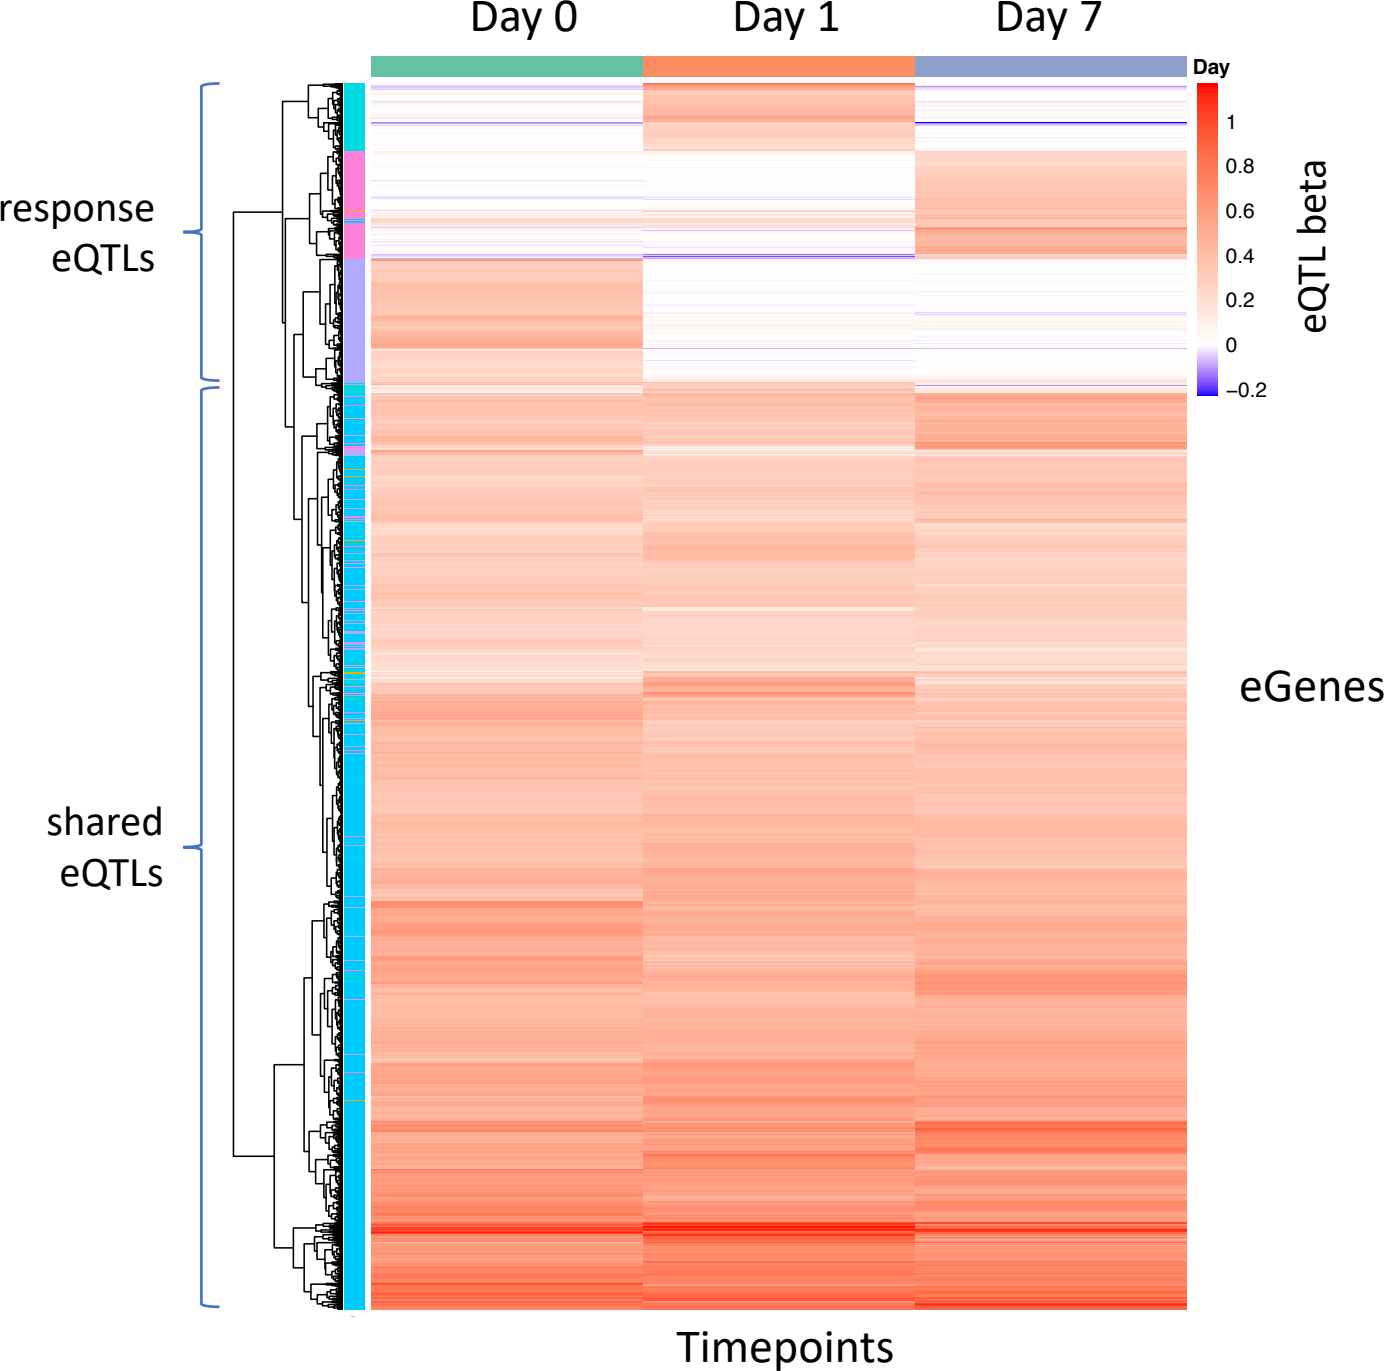 Day 0
Day 1
Day 7
Day
1
0.8
0.6
0.4
0.2
0
−0.2
eQTL beta
response
eQTLs
eGenes
shared
eQTLs
Timepoints